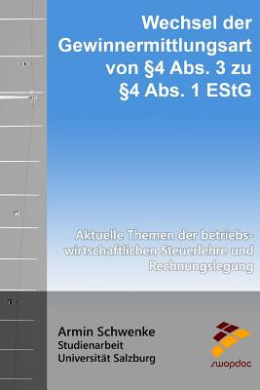 Wechsel der
Gewinnermittlungsart
von §4 Abs. 3 zu
§4 Abs. 1 EStG
Aktuelle Themen der betriebs-
wirtschaftlichen Steuerlehre und
Rechnungslegung
Armin Schwenke
Studienarbeit
Universität Salzburg
swopdoc